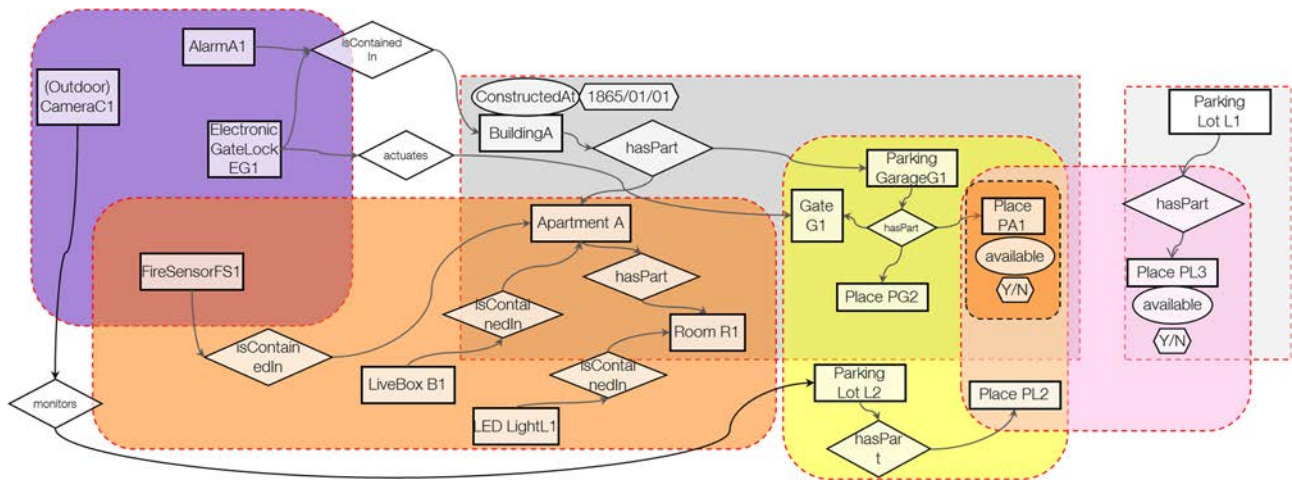 AlarmA1
isContained
In
(Outdoor)
CameraC1
ConstructedAt
1865/01/01
Parking
Lot L1
Electronic
GateLock
EG1
actuates
BuildingA
hasPart
Parking
GarageG1
hasPart
Apartment A
Gate
G1
hasPart
Place
PA1
available
Y/N
FireSensorFS1
hasPart
Place PG2
Place PL3
available
Y/N
isContai
nedIn
Room R1
isContain
edIn
LiveBox B1
isContai
nedIn
LED LightL1
monitors
Parking
Lot L2
Place PL2
hasPar
t